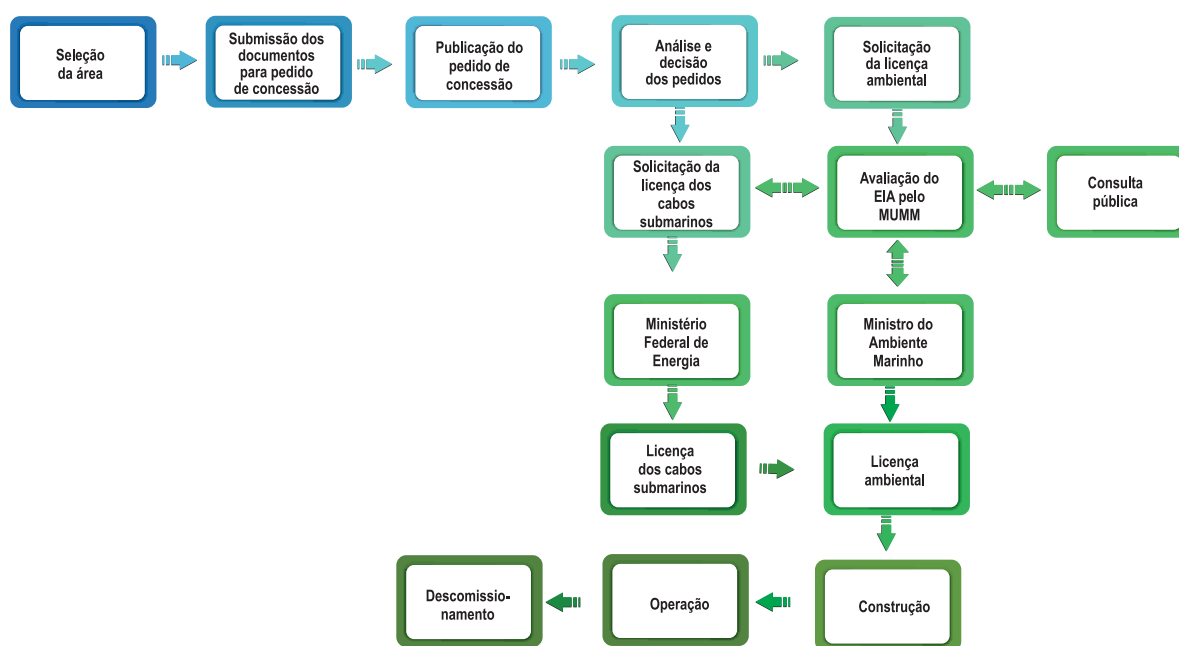 Seleção
da área
Submissão dos
documentos
para pedido
de concessão
Publicação do
pedido de
concessão
Análise e
decisão
dos pedidos
Solicitação
da licença
ambiental
Solicitação da
licença dos
cabos
submarinos
Avaliação do
EIA pelo
MUMM
Consulta
pública
Ministério
Federal de
Energia
Ministro do
Ambiente
Marinho
Licença
dos cabos
submarinos
Licença
ambiental
Descomissio-
namento
Operação
Construção